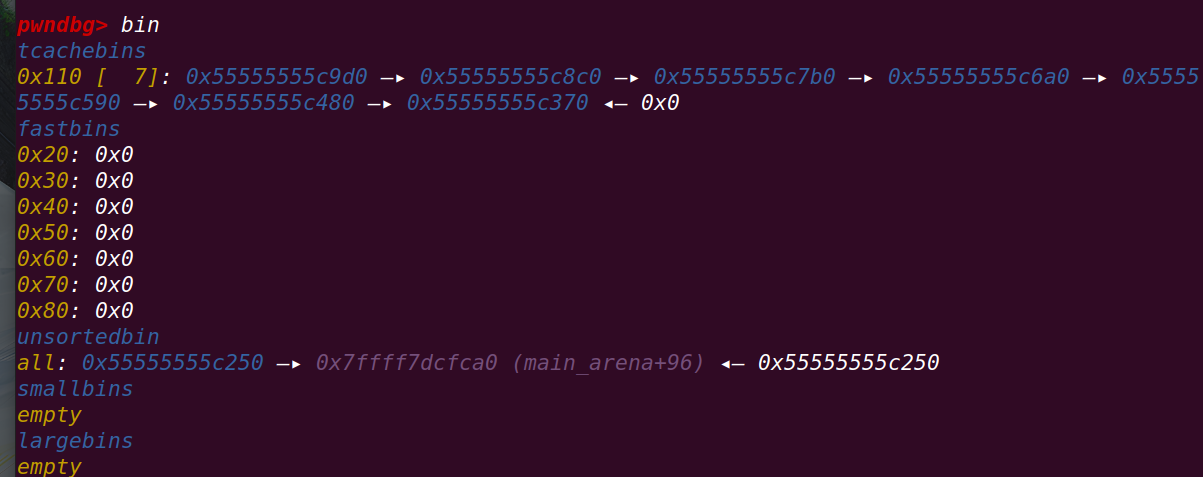 pwndbg> bin
tcachebins
0x110 [  7]: 0x55555555c9d0 —▸ 0x55555555c8c0 —▸ 0x55555555c7b0 —▸ 0x55555555c6a0 —▸ 0x5555
5555c590 —▸ 0x55555555c480 —▸ 0x55555555c370 ◂— 0x0
fastbins
0x20: 0x0
0x30: 0x0
0x40: 0x0
0x50: 0x0
0x60: 0x0
0x70: 0x0
0x80: 0x0
unsortedbin
all: 0x55555555c250 —▸ 0x7ffff7dcfca0 (main_arena+96) ◂— 0x55555555c250
smallbins
empty
largebins
empty